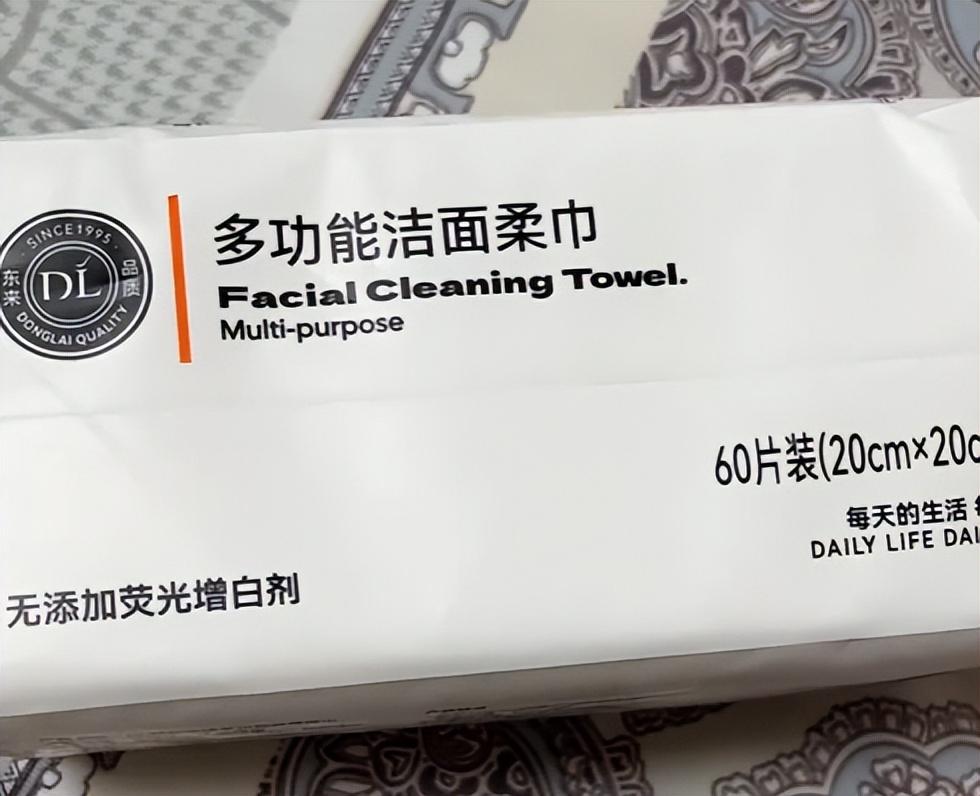 SINCE1995
东来
DL
品质
DONGLAI QUALITY
多功能洁面柔巾
Facial Cleaning Towel.
Multi-purpose
60片装(20cm×20c
每天的生活
DAILY LIFE DAI
无添加荧光增白剂